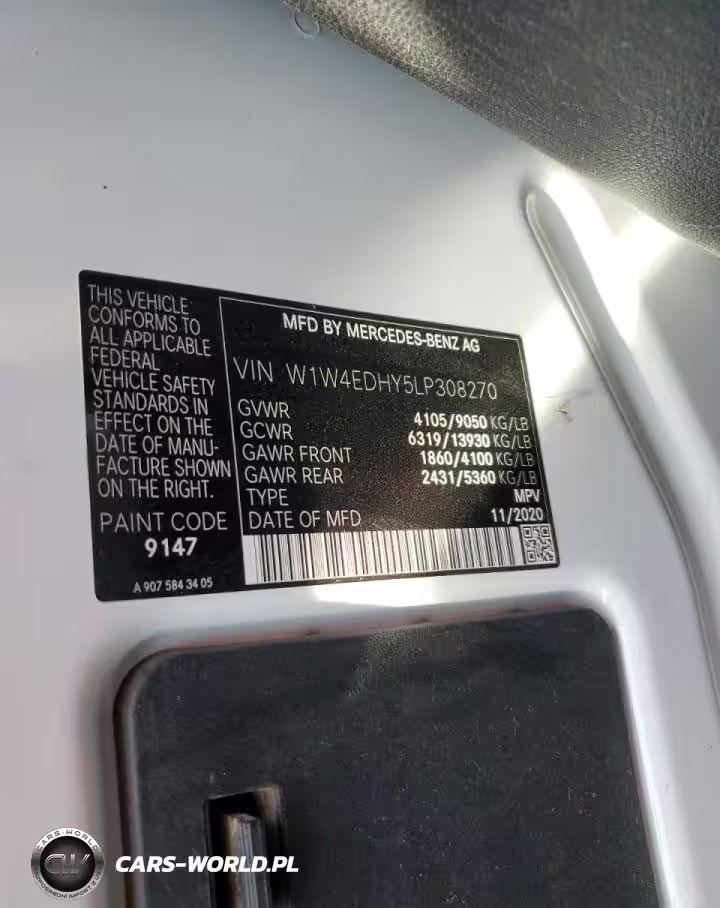 THIS VEHICLE
CONFORMS TO
ALL APPLICABLE
FEDERAL
VEHICLE SAFETY
STANDARDS IN
EFFECT ON THE
DATE OF MANU-
FACTURE SHOWN
ON THE RIGHT.
PAINT CODE
9147
A 907 584 34 05
MFD BY MERCEDES-BENZ AG
VIN W1W4EDHY5LP308270
GVWR 4105/9050 KG/LB
GCWR 6319/13930 KG/LB
GAWR FRONT 1860/4100 KG/LB
GAWR REAR 2431/5360 KG/LB
TYPE MPV
DATE OF MFD 11/2020
CARS-WORLD
CW
CARS-WORLD.PL